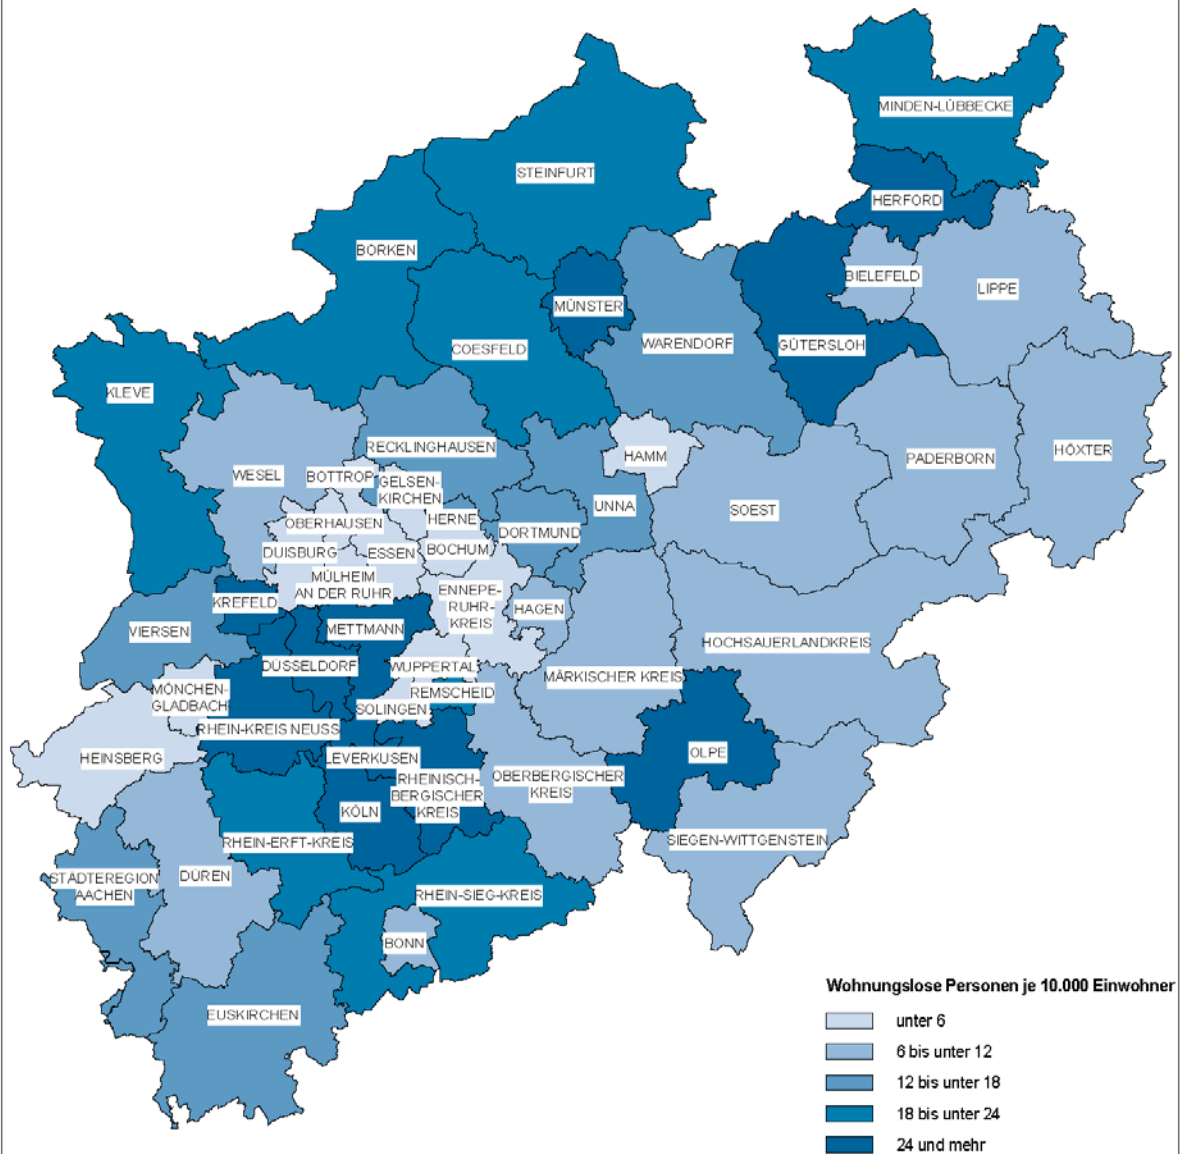 MINDEN-LÜBBECKE
STEINFURT
HERFORD
BORKEN
BIELEFELD
LIPPE
MÜNSTER
WARENDORF
GÜTERSLOH
COESFELD
KLEVE
RECKLINGHAUSEN
HAMM
PADERBORN
HÖXTER
WESEL
BOTTROP
GELSEN-
KIRCHEN
UNNA
SOEST
OBERHAUSEN
HERNE
DORTMUND
DUISBURG
ESSEN
BOCHUM
MÜLHEIM
AN DER RUHR
ENNEPE-
RUHR-
KREIS
KREFELD
HAGEN
VIERSEN
METTMANN
HOCHSAUERLANDKREIS
DÜSSELDORF
WUPPERTAL
MÄRKISCHER KREIS
MÖNCHEN-
GLADBACH
REMSCHEID
SOLINGEN
RHEIN-KREIS NEUSS
HEINSBERG
LEVERKUSEN
OLPE
RHEINISCH-
BERGISCHER
KREIS
OBERBERGISCHER
KREIS
KÖLN
RHEIN-ERFT-KREIS
SIEGEN-WITTGENSTEIN
STÄDTEREGION
AACHEN
DÜREN
RHEIN-SIEG-KREIS
BONN
EUSKIRCHEN
Wohnungslose Personen je 10.000 Einwohner
unter 6
6 bis unter 12
12 bis unter 18
18 bis unter 24
24 und mehr